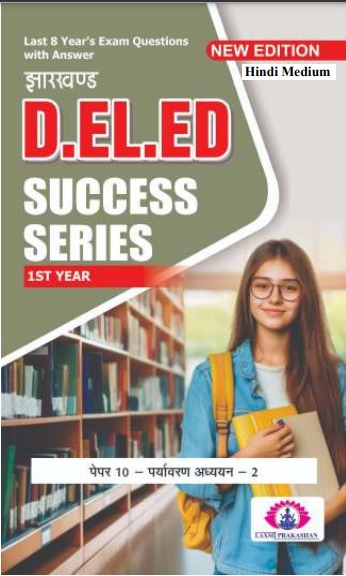 Last 8 Year's Exam Questions
with Answer
NEW EDITION
Hindi Medium
झारखण्ड
D.EL.ED
SUCCESS
SERIES
1ST YEAR
पेपर 10 – पर्यावरण अध्ययन – 2
LAXMI PRAKASHAN